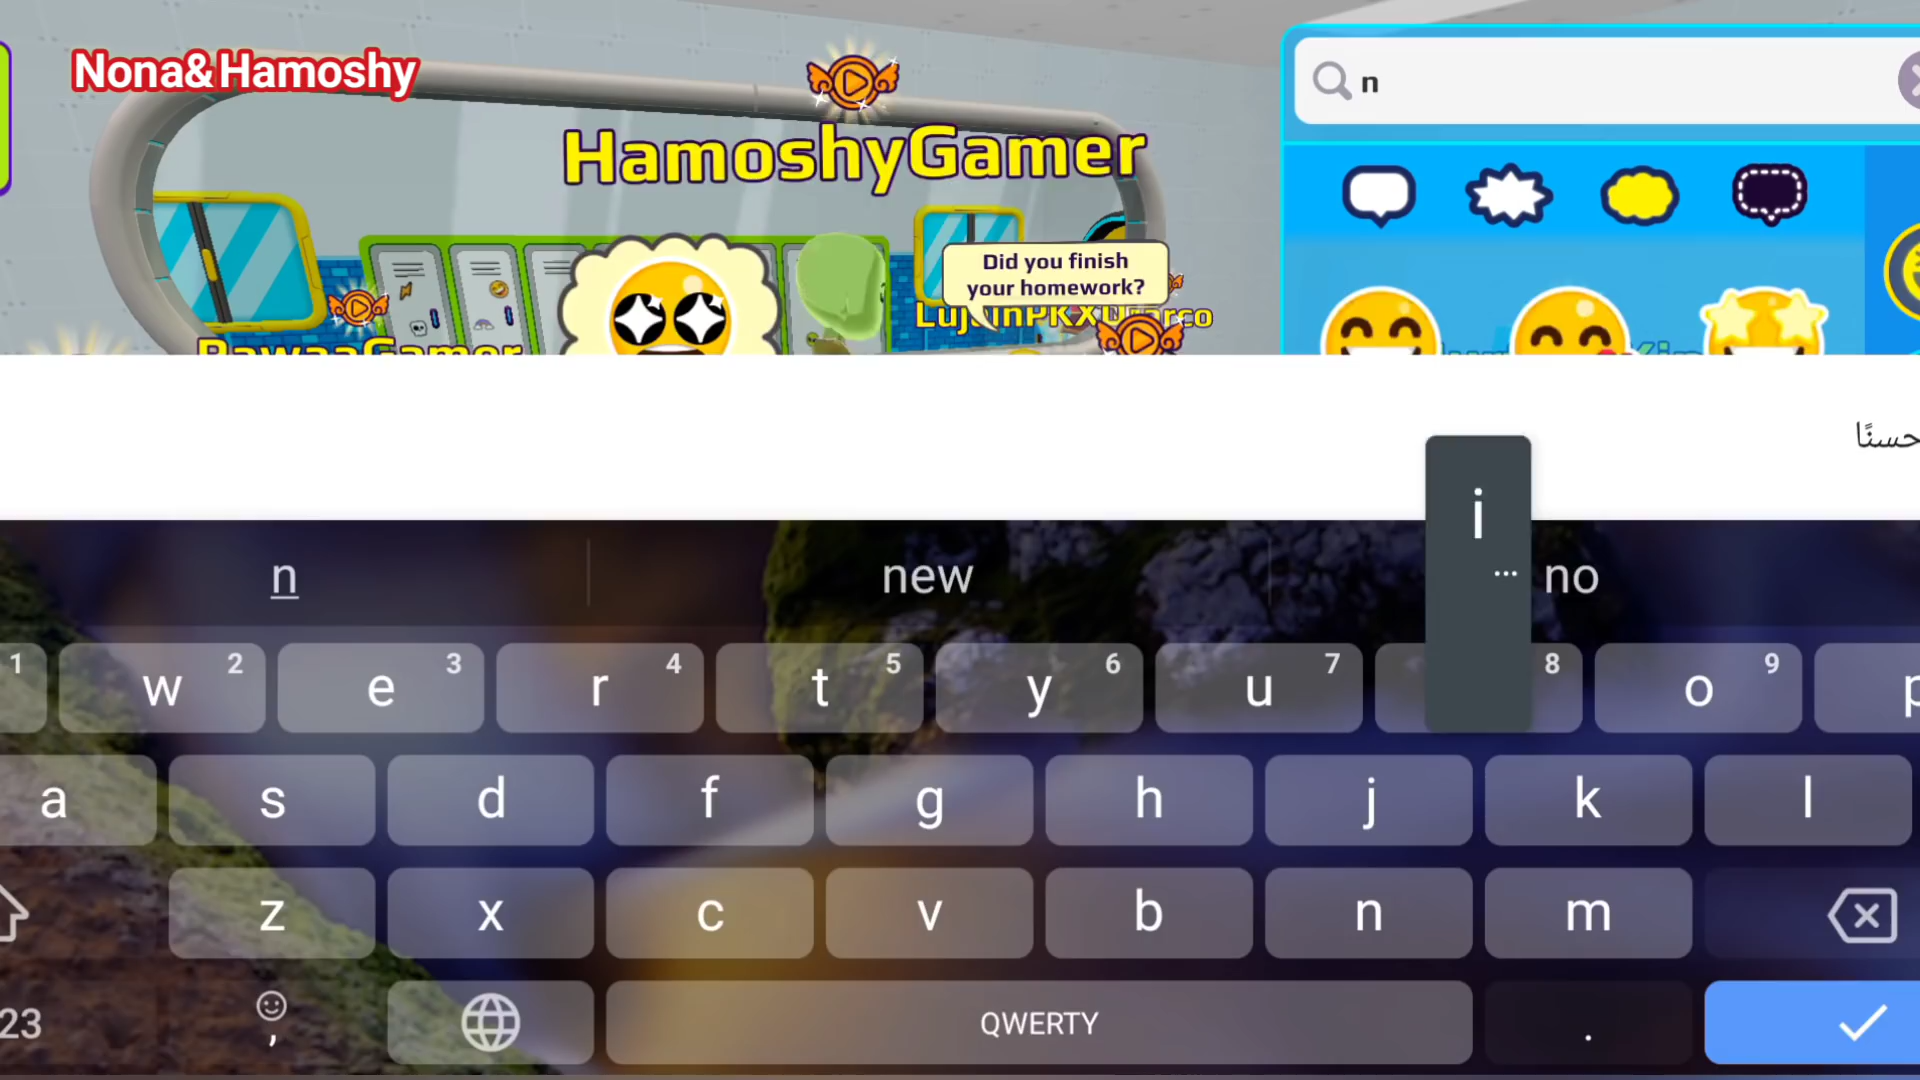 Nona&Hamoshy
HamoshyGamer
n
Did you finish
your homework?
RawaaGamer
حسنًا
i
...
n
new
no
1
w 2
e 3
r 4
t 5
y 6
u 7
8
o 9
p
a
s
d
f
g
h
j
k
l
z
x
c
v
b
n
m
23
,
QWERTY
.